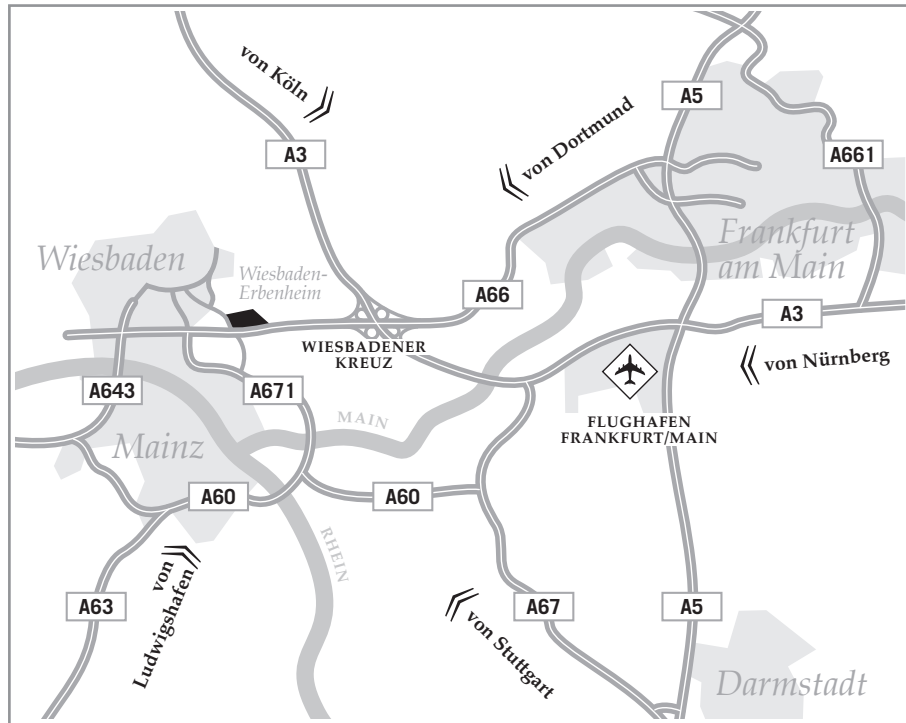 von Köln
A3
von Dortmund
A5
A661
Wiesbaden
Wiesbaden-
Erbenheim
Frankfurt
am Main
A66
A3
WIESBADENER
KREUZ
von Nürnberg
A643
A671
MAIN
FLUGHAFEN
FRANKFURT/MAIN
Mainz
A60
A60
RHEIN
von
Ludwigshafen
A63
A67
A5
von Stuttgart
Darmstadt